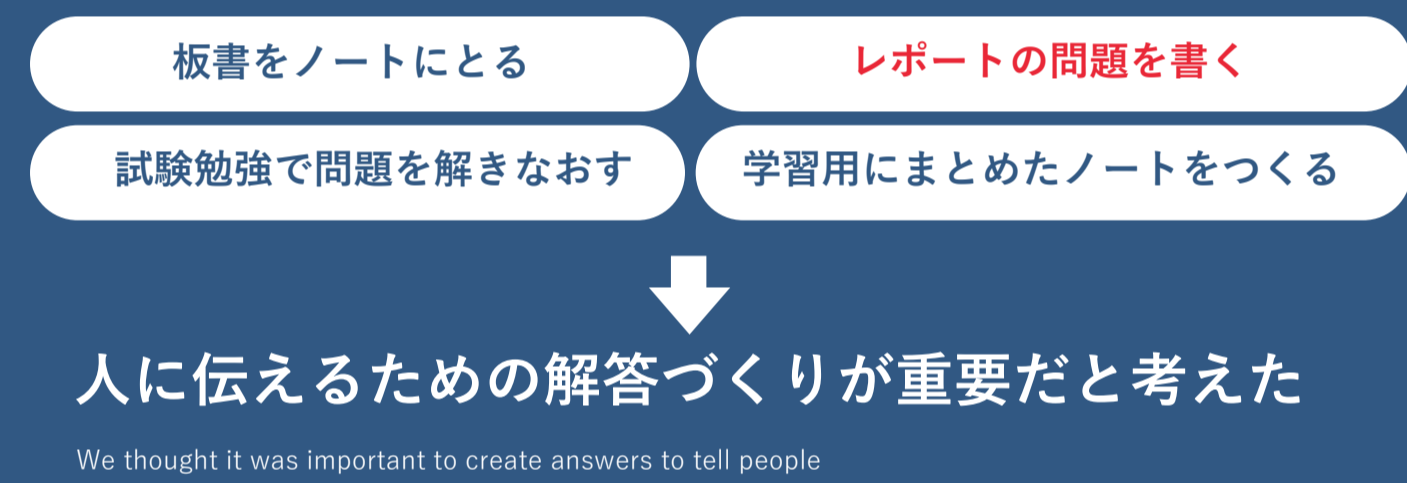 板書をノートにとる
レポートの問題を書く
試験勉強で問題を解きなおす
学習用にまとめたノートをつくる
人に伝えるための解答づくりが重要だと考えた
We thought it was important to create answers to tell people